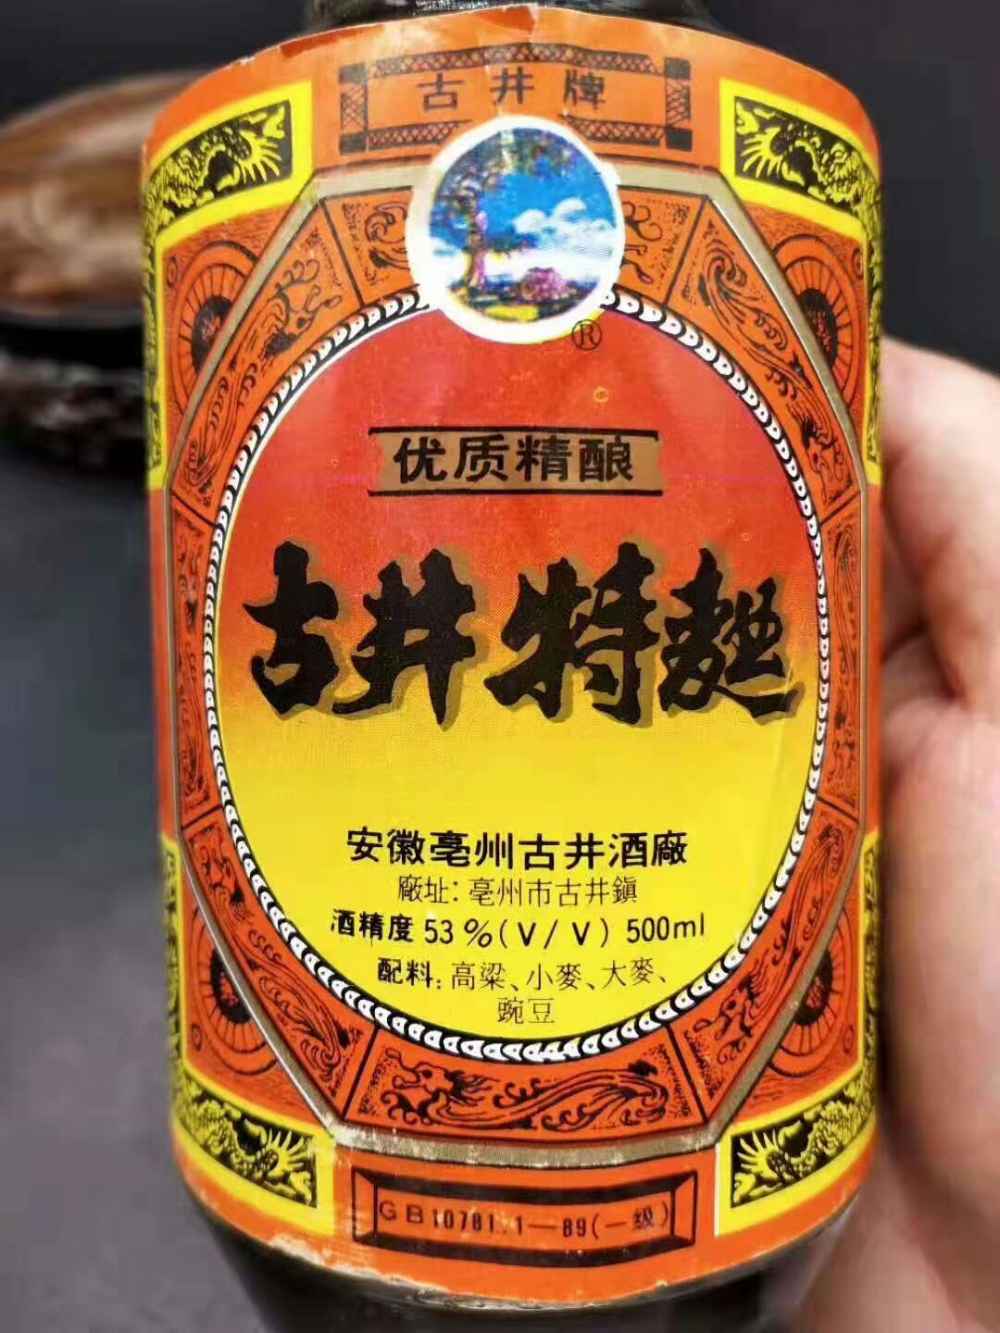 古井牌
®
优质精酿
古井特麯
安徽亳州古井酒廠
廠址：亳州市古井鎮
酒精度 53%(V/V) 500ml
配料：高粱、小麥、大麥、
豌豆
GB10781.1—89(一級)